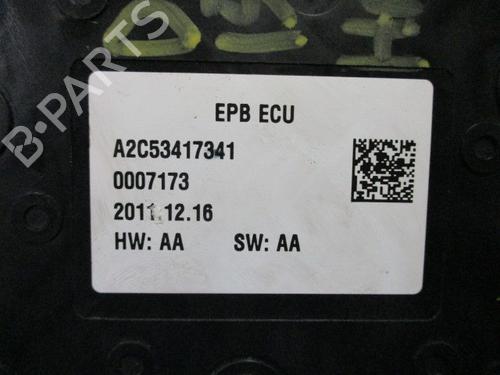 EPB ECU
A2C53417341
0007173
2011.12.16
HW: AA SW: AA
B-PARTS